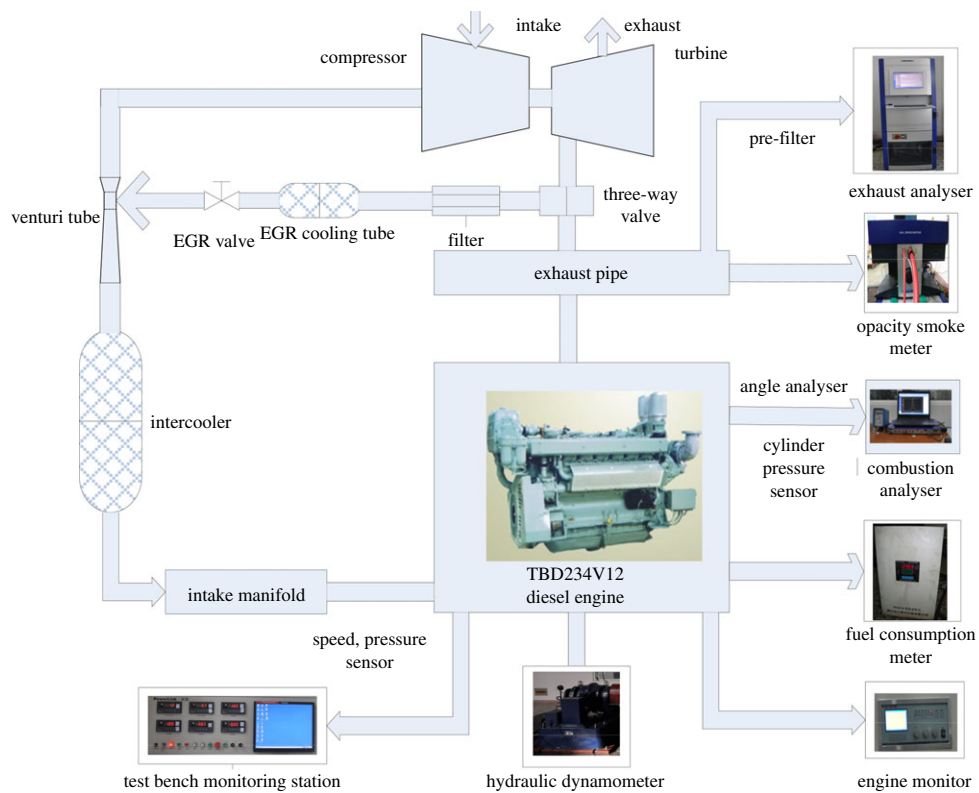 intake
exhaust
compressor
turbine
pre-filter
exhaust analyser
venturi tube
EGR valve
EGR cooling tube
filter
three-way
valve
exhaust pipe
opacity smoke
meter
intercooler
angle analyser
cylinder
pressure
sensor
combustion
analyser
TBD234V12
diesel engine
intake manifold
speed, pressure
sensor
fuel consumption
meter
test bench monitoring station
hydraulic dynamometer
engine monitor